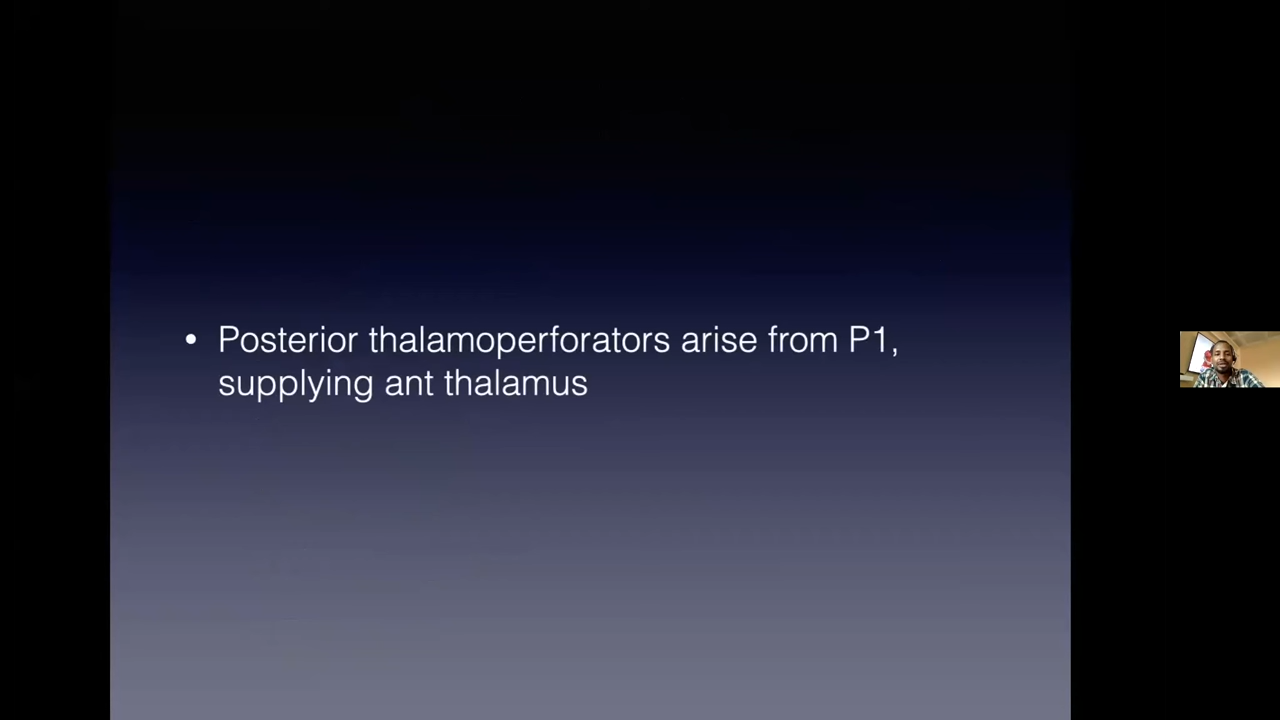 • Posterior thalamoperforators arise from P1,
supplying ant thalamus